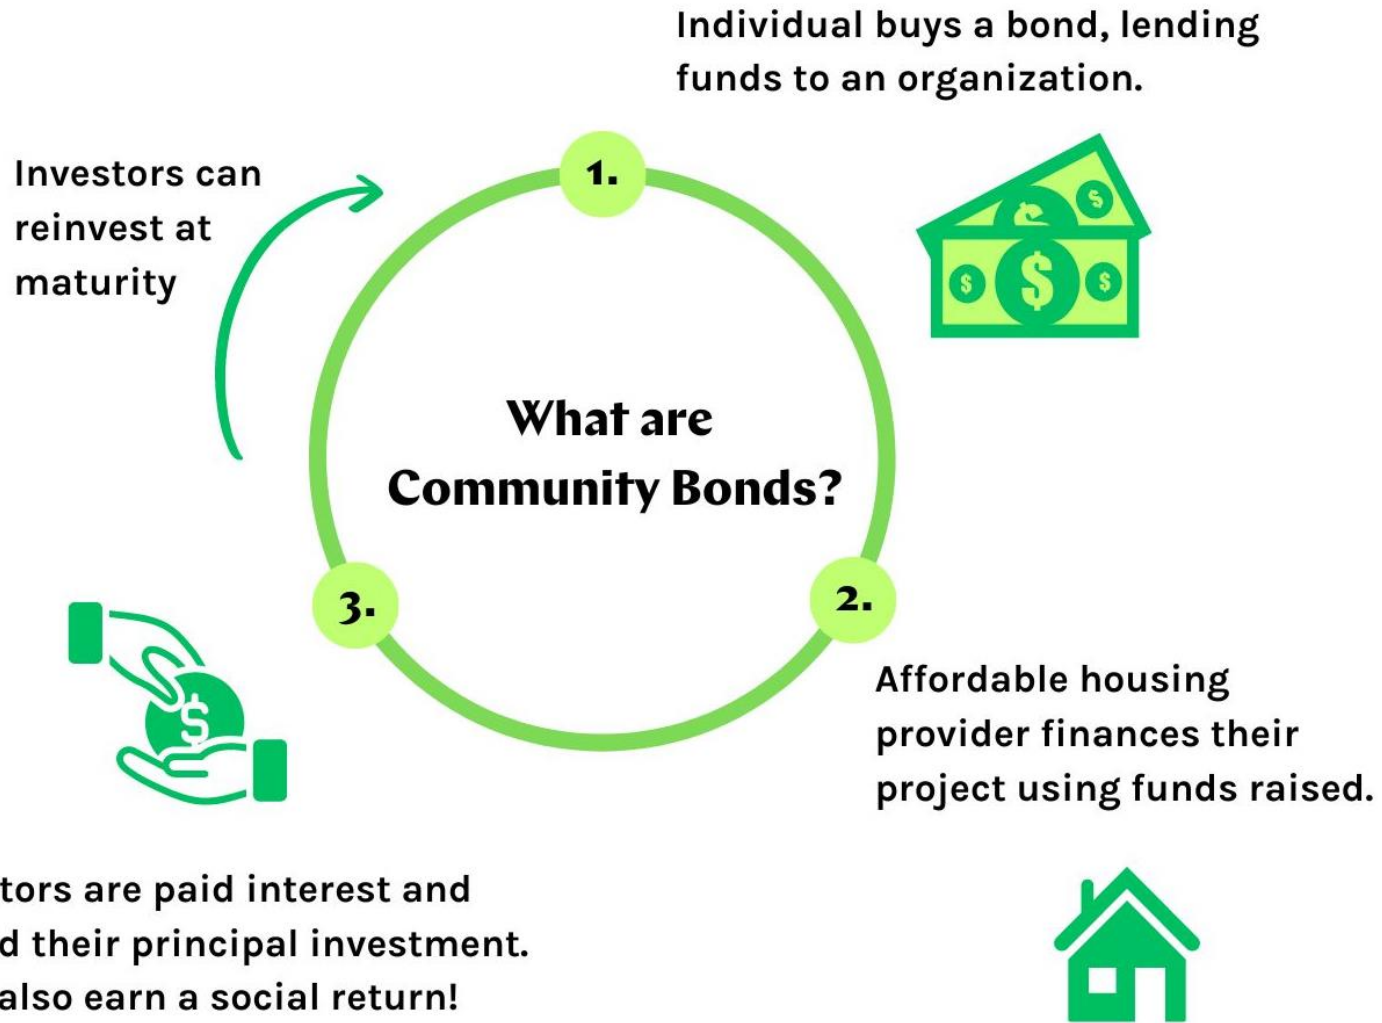 Individual buys a bond, lending
funds to an organization.
Investors can
reinvest at
maturity
1.
$
$
$
$
What are
Community Bonds?
3.
2.
$
Affordable housing
provider finances their
project using funds raised.
tors are paid interest and
d their principal investment.
also earn a social return!